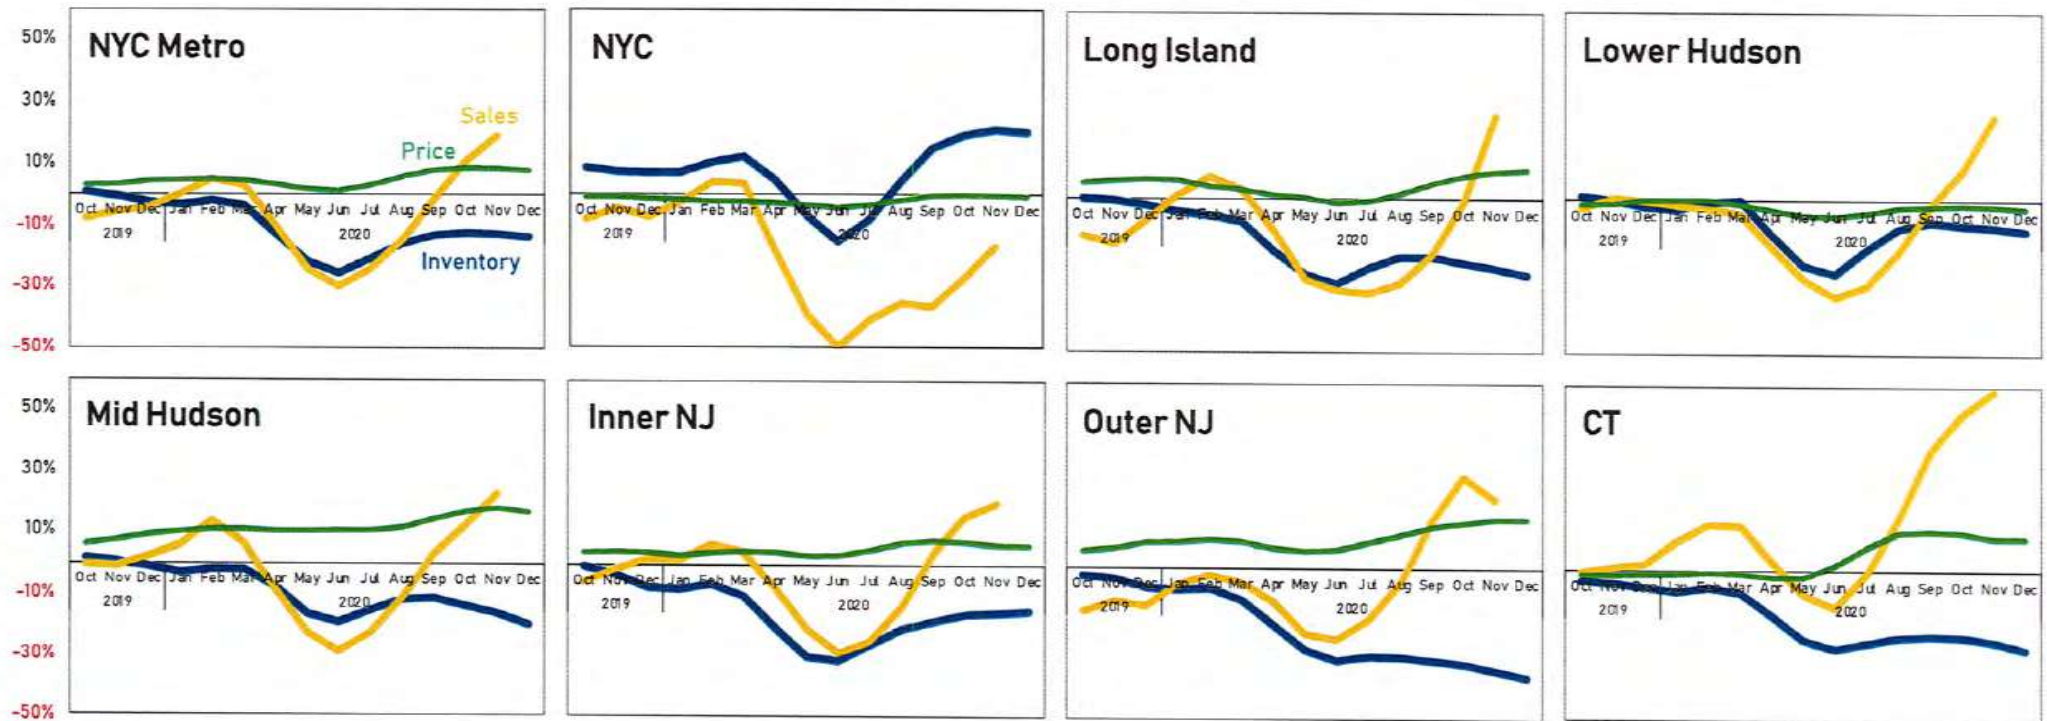 50%
30%
10%
-10%
-30%
-50%
NYC Metro
Sales
Price
Inventory
Oct Nov Dec Jan Feb Mar Apr May Jun Jul Aug Sep Oct Nov Dec
2019 2020
NYC
Oct Nov Dec Jan Feb Mar Apr May Jun Jul Aug Sep Oct Nov Dec
2019 2020
Long Island
Oct Nov Dec Jan Feb Mar Apr May Jun Jul Aug Sep Oct Nov Dec
2019 2020
Lower Hudson
Oct Nov Dec Jan Feb Mar Apr May Jun Jul Aug Sep Oct Nov Dec
2019 2020
50%
30%
10%
-10%
-30%
-50%
Mid Hudson
Oct Nov Dec Jan Feb Mar Apr May Jun Jul Aug Sep Oct Nov Dec
2019 2020
Inner NJ
Oct Nov Dec Jan Feb Mar Apr May Jun Jul Aug Sep Oct Nov Dec
2019 2020
Outer NJ
Oct Nov Dec Jan Feb Mar Apr May Jun Jul Aug Sep Oct Nov Dec
2019 2020
CT
Oct Nov Dec Jan Feb Mar Apr May Jun Jul Aug Sep Oct Nov Dec
2019 2020